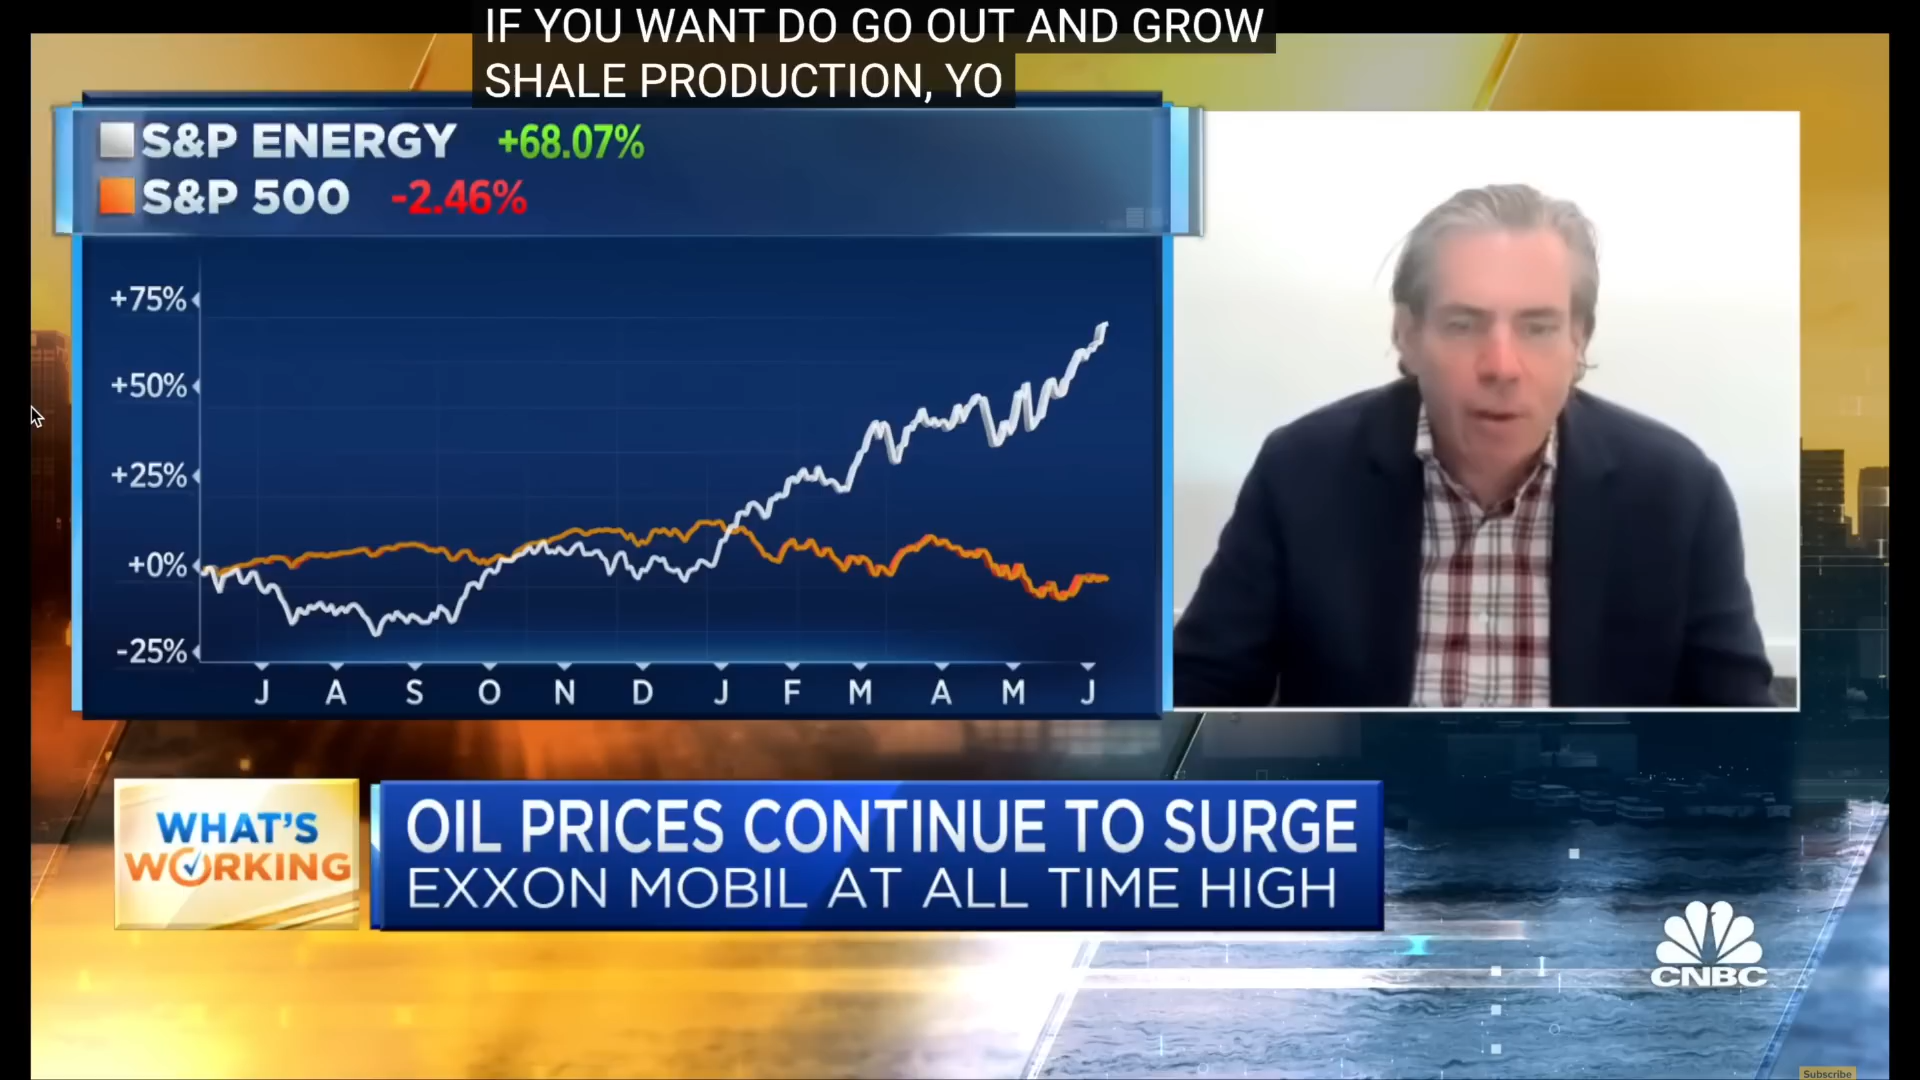 IF YOU WANT DO GO OUT AND GROW
SHALE PRODUCTION, YO
S&P ENERGY +68.07%
S&P 500 -2.46%
+75%
+50%
+25%
+0%
-25%
J A S O N D J F M A M J
WHAT'S
WORKING
OIL PRICES CONTINUE TO SURGE
EXXON MOBIL AT ALL TIME HIGH
CNBC
Subscribe